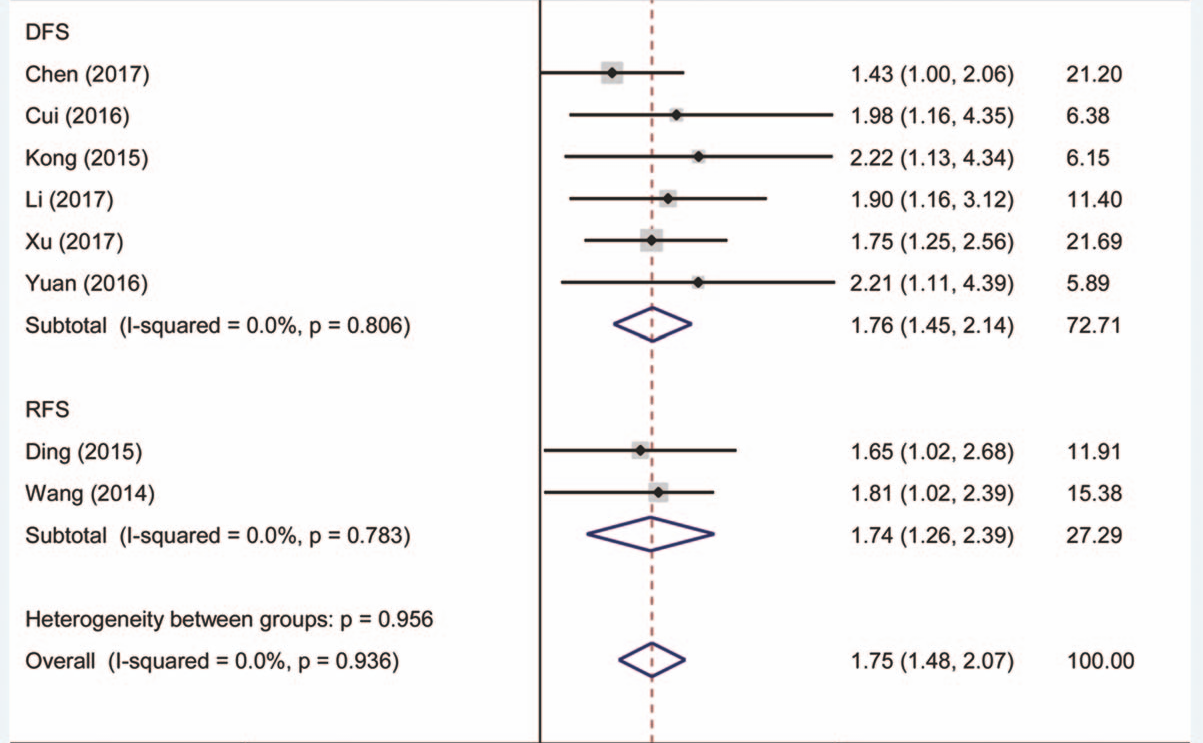 DFS
Chen (2017) 1.43 (1.00, 2.06) 21.20
Cui (2016) 1.98 (1.16, 4.35) 6.38
Kong (2015) 2.22 (1.13, 4.34) 6.15
Li (2017) 1.90 (1.16, 3.12) 11.40
Xu (2017) 1.75 (1.25, 2.56) 21.69
Yuan (2016) 2.21 (1.11, 4.39) 5.89
Subtotal (I-squared = 0.0%, p = 0.806) 1.76 (1.45, 2.14) 72.71
RFS
Ding (2015) 1.65 (1.02, 2.68) 11.91
Wang (2014) 1.81 (1.02, 2.39) 15.38
Subtotal (I-squared = 0.0%, p = 0.783) 1.74 (1.26, 2.39) 27.29
Heterogeneity between groups: p = 0.956
Overall (I-squared = 0.0%, p = 0.936) 1.75 (1.48, 2.07) 100.00